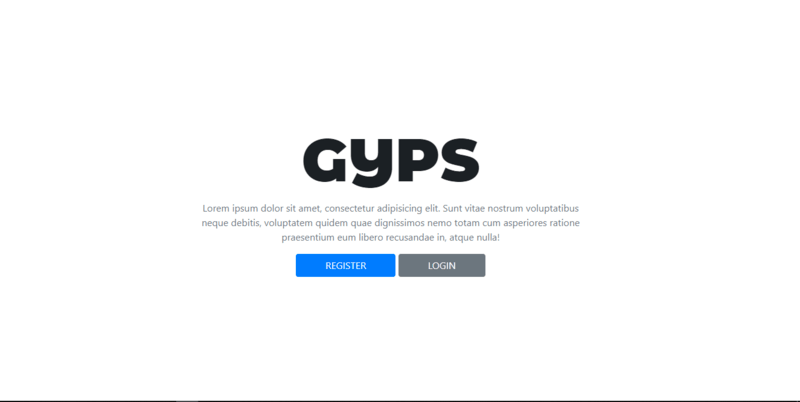 GYPS
Lorem ipsum dolor sit amet, consectetur adipisicing elit. Sunt vitae nostrum voluptatibus
neque debitis, voluptatem quidem quae dignissimos nemo totam cum asperiores ratione
praesentium eum libero recusandae in, atque nulla!
REGISTER LOGIN